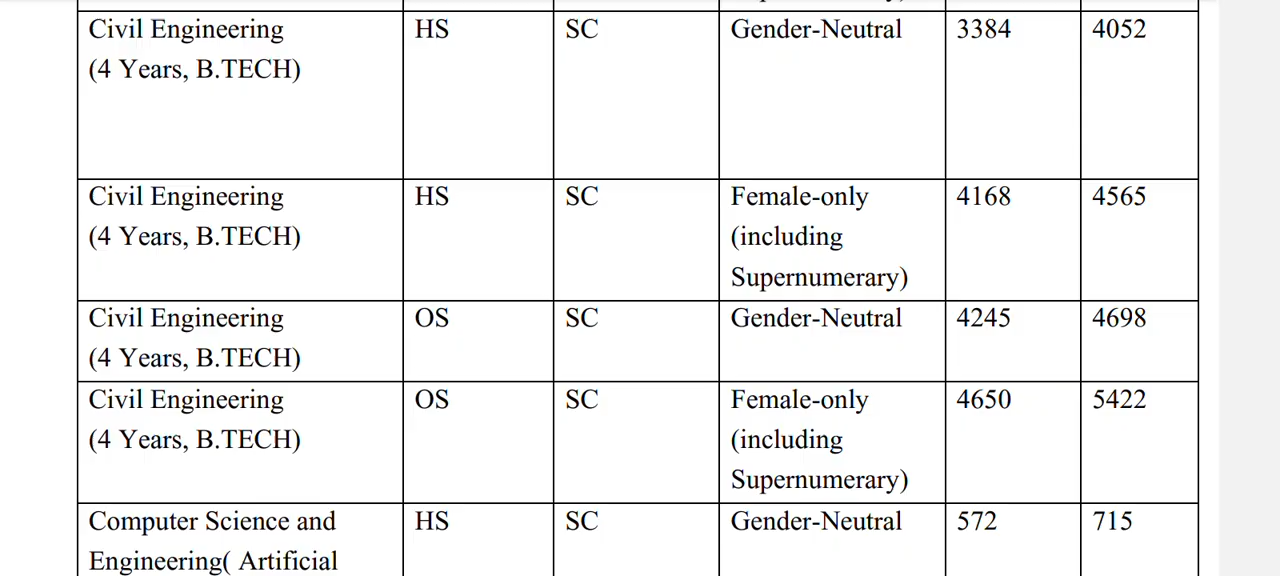 Civil Engineering HS SC Gender-Neutral 3384 4052
(4 Years, B.TECH)
Civil Engineering HS SC Female-only 4168 4565
(4 Years, B.TECH) (including
Supernumerary)
Civil Engineering OS SC Gender-Neutral 4245 4698
(4 Years, B.TECH)
Civil Engineering OS SC Female-only 4650 5422
(4 Years, B.TECH) (including
Supernumerary)
Computer Science and HS SC Gender-Neutral 572 715
Engineering( Artificial